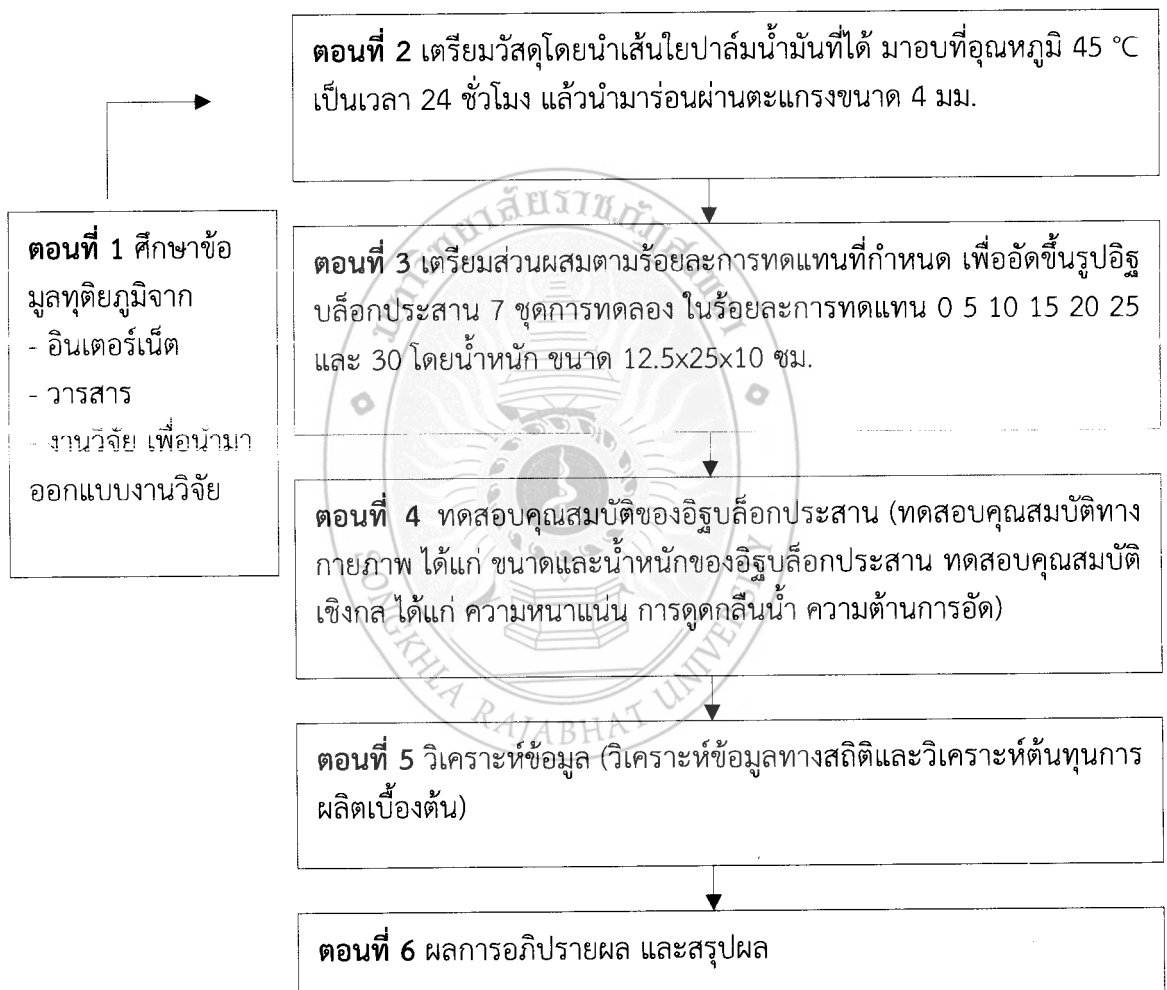 ตอนที่ 1 ศึกษาข้อ
มูลทุติยภูมิจาก
- อินเตอร์เน็ต
- วารสาร
- งานวิจัย เพื่อนำมา
ออกแบบงานวิจัย
ตอนที่ 2 เตรียมวัสดุโดยนำเส้นใยปาล์มน้ำมันที่ได้ มาอบที่อุณหภูมิ 45 °C
เป็นเวลา 24 ชั่วโมง แล้วนำมาร่อนผ่านตะแกรงขนาด 4 มม.
ตอนที่ 3 เตรียมส่วนผสมตามร้อยละการทดแทนที่กำหนด เพื่ออัดขึ้นรูปอิฐ
บล็อกประสาน 7 ชุดการทดลอง ในร้อยละการทดแทน 0 5 10 15 20 25
และ 30 โดยน้ำหนัก ขนาด 12.5x25x10 ซม.
ตอนที่ 4 ทดสอบคุณสมบัติของอิฐบล็อกประสาน (ทดสอบคุณสมบัติทาง
กายภาพ ได้แก่ ขนาดและน้ำหนักของอิฐบล็อกประสาน ทดสอบคุณสมบัติ
เชิงกล ได้แก่ ความหนาแน่น การดูดกลืนน้ำ ความต้านการอัด)
ตอนที่ 5 วิเคราะห์ข้อมูล (วิเคราะห์ข้อมูลทางสถิติและวิเคราะห์ต้นทุนการ
ผลิตเบื้องต้น)
ตอนที่ 6 ผลการอภิปรายผล และสรุปผล
มหาวิทยาลัยราชภัฏสงขลา
SONGKHLA RAJABHAT UNIVERSITY